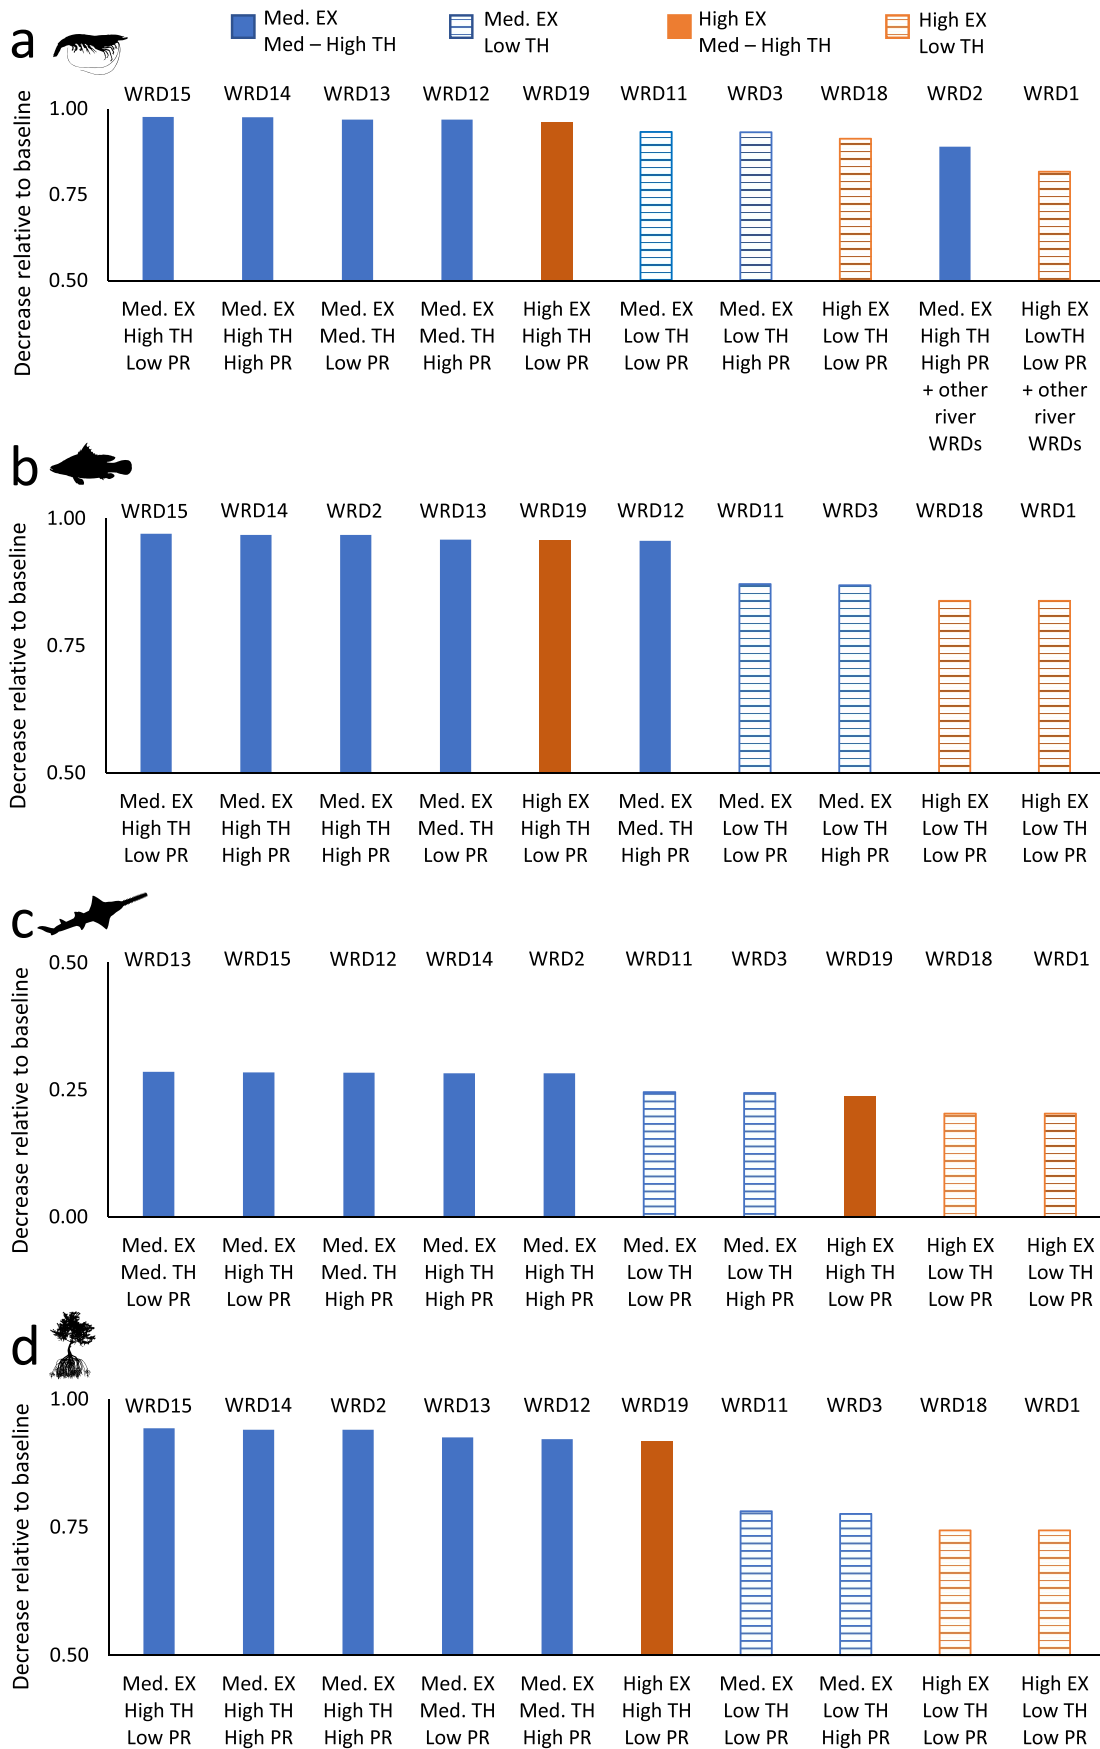 Med. EX
Med – High TH
Med. EX
Low TH
High EX
Med – High TH
High EX
Low TH
a
WRD15 WRD14 WRD13 WRD12 WRD19 WRD11 WRD3 WRD18 WRD2 WRD1
Decrease relative to baseline
1.00
0.75
0.50
Med. EX Med. EX Med. EX Med. EX High EX Med. EX Med. EX High EX Med. EX High EX
High TH High TH Med. TH Med. TH High TH Low TH Low TH Low TH High TH LowTH
Low PR High PR Low PR High PR Low PR Low PR High PR Low PR High PR Low PR
+ other + other
river river
WRDs WRDs
b
WRD15 WRD14 WRD2 WRD13 WRD19 WRD12 WRD11 WRD3 WRD18 WRD1
Decrease relative to baseline
1.00
0.75
0.50
Med. EX Med. EX Med. EX Med. EX High EX Med. EX Med. EX Med. EX High EX High EX
High TH High TH High TH Med. TH High TH Med. TH Low TH Low TH Low TH Low TH
Low PR High PR High PR Low PR Low PR High PR Low PR High PR Low PR Low PR
c
WRD13 WRD15 WRD12 WRD14 WRD2 WRD11 WRD3 WRD19 WRD18 WRD1
Decrease relative to baseline
0.50
0.25
0.00
Med. EX Med. EX Med. EX Med. EX Med. EX Med. EX Med. EX High EX High EX High EX
Med. TH High TH Med. TH High TH High TH Low TH Low TH High TH Low TH Low TH
Low PR Low PR High PR High PR High PR Low PR High PR Low PR Low PR Low PR
d
WRD15 WRD14 WRD2 WRD13 WRD12 WRD19 WRD11 WRD3 WRD18 WRD1
Decrease relative to baseline
1.00
0.75
0.50
Med. EX Med. EX Med. EX Med. EX Med. EX High EX Med. EX Med. EX High EX High EX
High TH High TH High TH Med. TH Med. TH High TH Low TH Low TH Low TH Low TH
Low PR High PR High PR Low PR High PR Low PR Low PR High PR Low PR Low PR